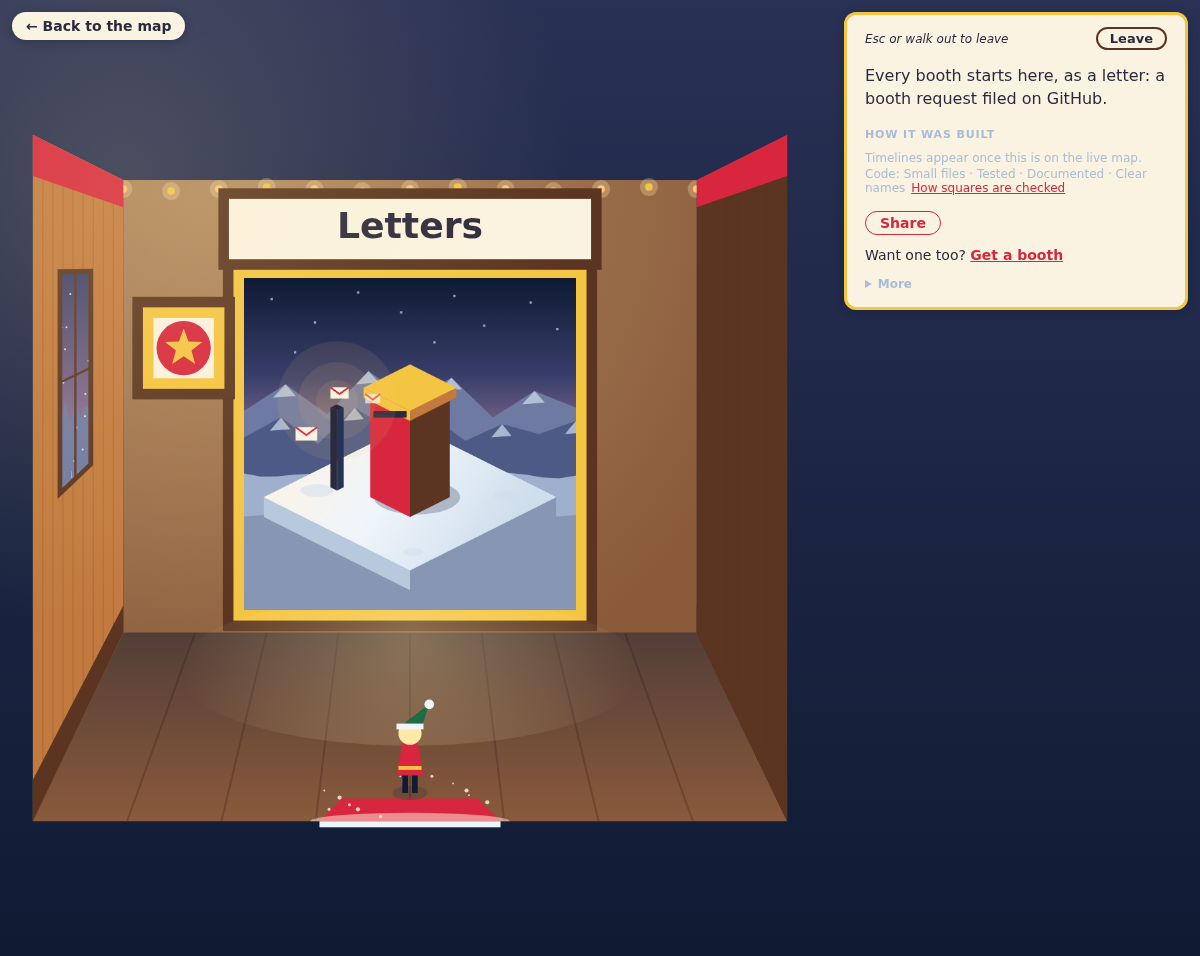 ← Back to the map
Esc or walk out to leave
Leave
Every booth starts here, as a letter: a
booth request filed on GitHub.
HOW IT WAS BUILT
Timelines appear once this is on the live map.
Code: Small files · Tested · Documented · Clear
names How squares are checked
Share
Want one too? Get a booth
More
Letters